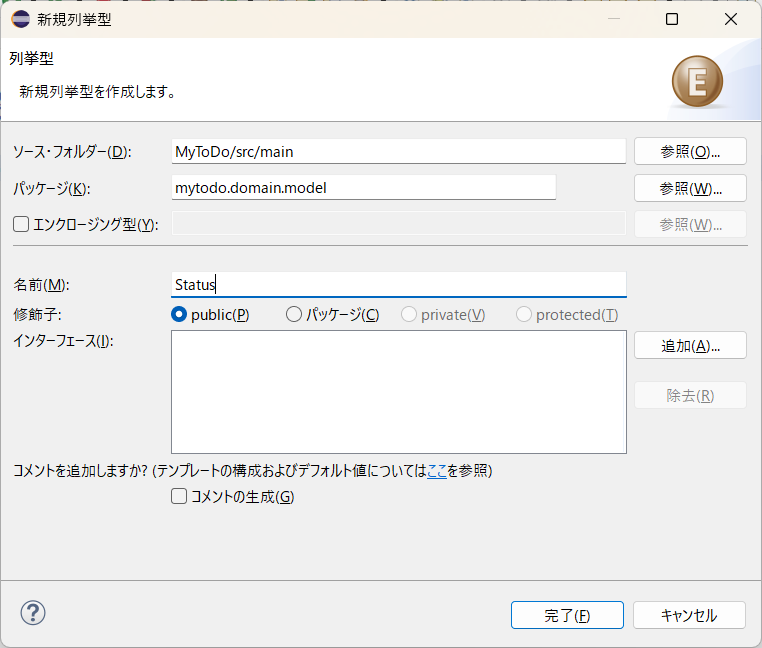 新規列挙型
列挙型
新規列挙型を作成します。
E
ソース・フォルダー(D): MyToDo/src/main 参照(O)...
パッケージ(K): mytodo.domain.model 参照(W)...
エンクロージング型(Y): 参照(W)...
名前(M): Status
修飾子: public(P) パッケージ(C) private(V) protected(T)
インターフェース(I): 追加(A)...
除去(R)
コメントを追加しますか? (テンプレートの構成およびデフォルト値についてはここを参照)
コメントの生成(G)
? 完了(F) キャンセル